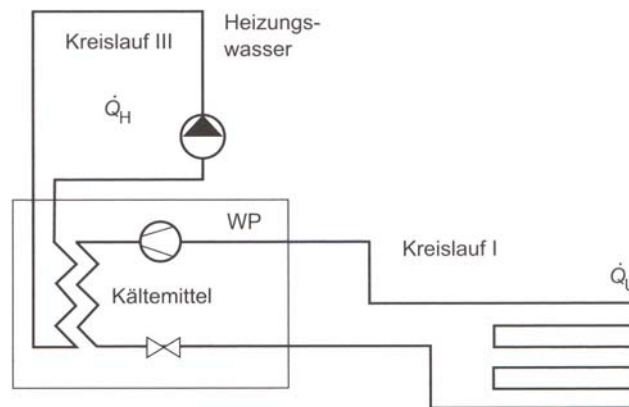 Heizungs-
wasser
Kreislauf III
Q̇H
WP
Kreislauf I
Q̇U
Kältemittel